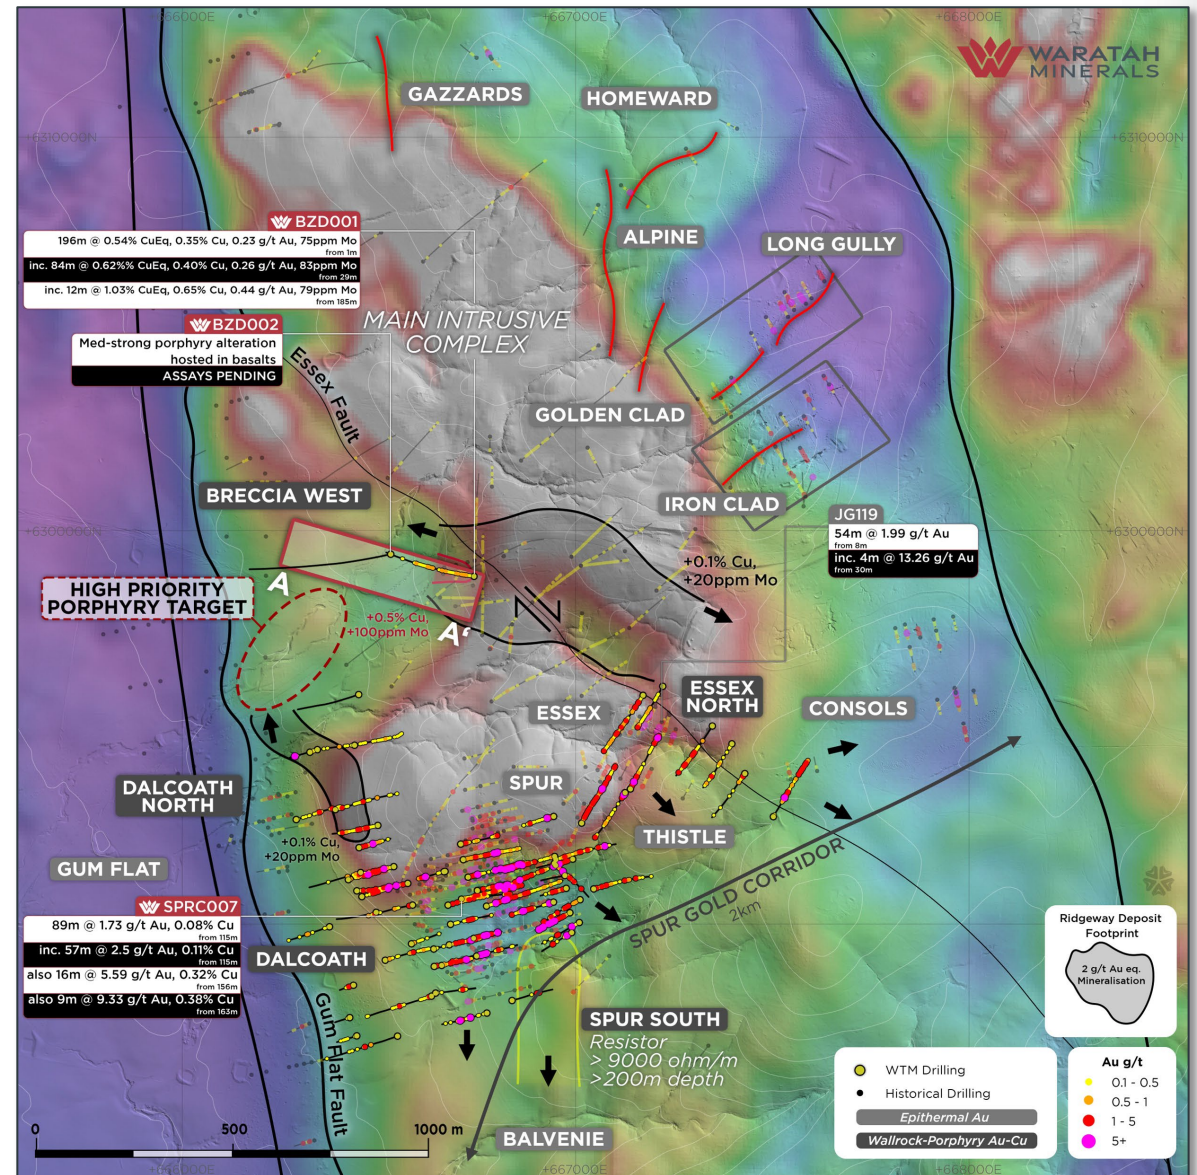 +666000E
+667000E
+668000E
WARATAH
MINERALS
GAZZARDS
HOMEWARD
+6310000N
+6310000N
BZD001
196m @ 0.54% CuEq, 0.35% Cu, 0.23 g/t Au, 75ppm Mo
from 1m
inc. 84m @ 0.62%% CuEq, 0.40% Cu, 0.26 g/t Au, 83ppm Mo
from 29m
inc. 12m @ 1.03% CuEq, 0.65% Cu, 0.44 g/t Au, 79ppm Mo
from 185m
ALPINE
LONG GULLY
MAIN INTRUSIVE
COMPLEX
BZD002
Med-strong porphyry alteration
hosted in basalts
ASSAYS PENDING
Essex Fault
GOLDEN CLAD
BRECCIA WEST
IRON CLAD
JG119
54m @ 1.99 g/t Au
from 8m
inc. 4m @ 13.26 g/t Au
from 30m
+6300000N
+6300000N
+0.1% Cu,
+20ppm Mo
A
HIGH PRIORITY
PORPHYRY TARGET
+0.5% Cu,
+100ppm Mo
A'
ESSEX
NORTH
ESSEX
CONSOLS
SPUR
DALCOATH
NORTH
THISTLE
+0.1% Cu,
+20ppm Mo
GUM FLAT
SPUR GOLD CORRIDOR
2km
SPRC007
89m @ 1.73 g/t Au, 0.08% Cu
from 115m
inc. 57m @ 2.5 g/t Au, 0.11% Cu
from 115m
also 16m @ 5.59 g/t Au, 0.32% Cu
from 156m
also 9m @ 9.33 g/t Au, 0.38% Cu
from 163m
DALCOATH
Gum Flat Fault
SPUR SOUTH
Resistor
> 9000 ohm/m
>200m depth
BALVENIE
Ridgeway Deposit
Footprint
2 g/t Au eq.
Mineralisation
WTM Drilling
Historical Drilling
Epithermal Au
Wallrock-Porphyry Au-Cu
Au g/t
0.1 - 0.5
0.5 - 1
1 - 5
5+
0
500
1000 m
+666000E
+667000E
+668000E